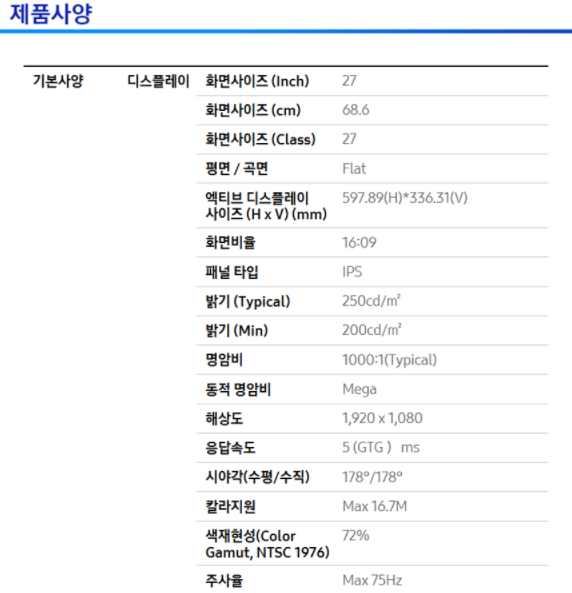 제품사양
기본사양 디스플레이 화면사이즈 (Inch) 27
화면사이즈 (cm) 68.6
화면사이즈 (Class) 27
평면 / 곡면 Flat
엑티브 디스플레이 597.89(H)*336.31(V)
사이즈 (H x V) (mm)
화면비율 16:09
패널 타입 IPS
밝기 (Typical) 250cd/㎡
밝기 (Min) 200cd/㎡
명암비 1000:1(Typical)
동적 명암비 Mega
해상도 1,920 x 1,080
응답속도 5 (GTG ) ms
시야각(수평/수직) 178°/178°
칼라지원 Max 16.7M
색재현성(Color 72%
Gamut, NTSC 1976)
주사율 Max 75Hz